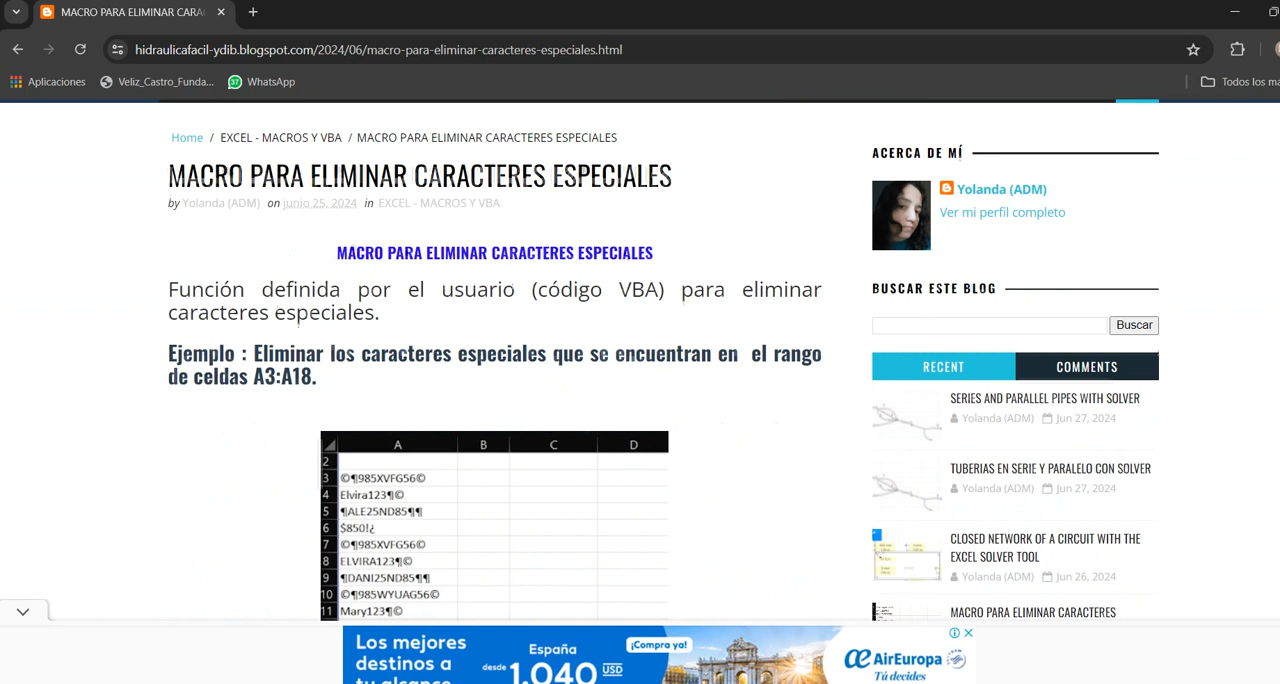 MACRO PARA ELIMINAR CARA
hidraulicafacil-ydib.blogspot.com/2024/06/macro-para-eliminar-caracteres-especiales.html
Aplicaciones
Veliz_Castro_Funda...
WhatsApp
Todos los ma
Home / EXCEL - MACROS Y VBA / MACRO PARA ELIMINAR CARACTERES ESPECIALES
MACRO PARA ELIMINAR CARACTERES ESPECIALES
by Yolanda (ADM) on junio 25, 2024 in EXCEL - MACROS Y VBA
MACRO PARA ELIMINAR CARACTERES ESPECIALES
Función definida por el usuario (código VBA) para eliminar
caracteres especiales.
Ejemplo : Eliminar los caracteres especiales que se encuentran en el rango
de celdas A3:A18.
A B C D
2
3 ©¶985XVFG56©
4 Elvira123¶©
5 ¶ALE25ND85¶¶
6 $850!¿
7 ©¶985XVFG56©
8 ELVIRA123¶©
9 ¶DANI25ND85¶¶
10 ©¶985WYUAG56©
11 Mary123¶©
ACERCA DE MÍ
Yolanda (ADM)
Ver mi perfil completo
BUSCAR ESTE BLOG
Buscar
RECENT
COMMENTS
SERIES AND PARALLEL PIPES WITH SOLVER
Yolanda (ADM) Jun 27, 2024
TUBERIAS EN SERIE Y PARALELO CON SOLVER
Yolanda (ADM) Jun 27, 2024
CLOSED NETWORK OF A CIRCUIT WITH THE
EXCEL SOLVER TOOL
Yolanda (ADM) Jun 26, 2024
MACRO PARA ELIMINAR CARACTERES
Los mejores
destinos a
tu alcance
España
desde 1.040 USD
¡Compra ya!
AirEuropa
Tú decides